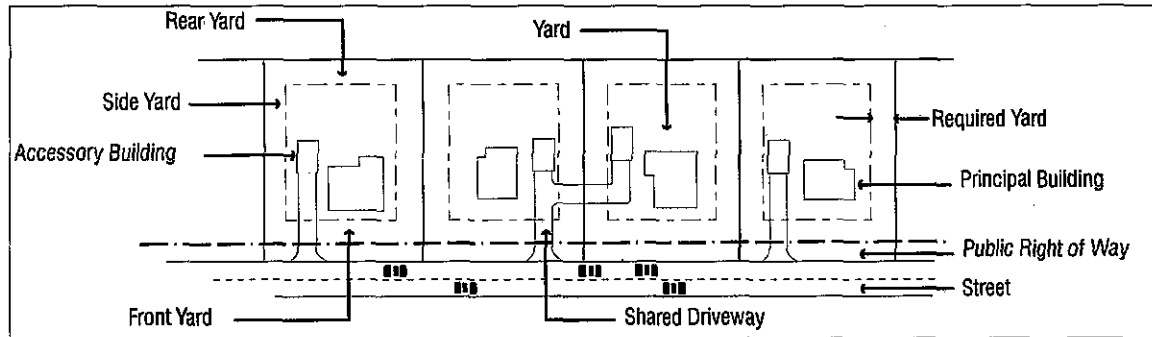 Rear Yard
Yard
Side Yard
Required Yard
Accessory Building
Principal Building
Public Right of Way
Street
Front Yard
Shared Driveway